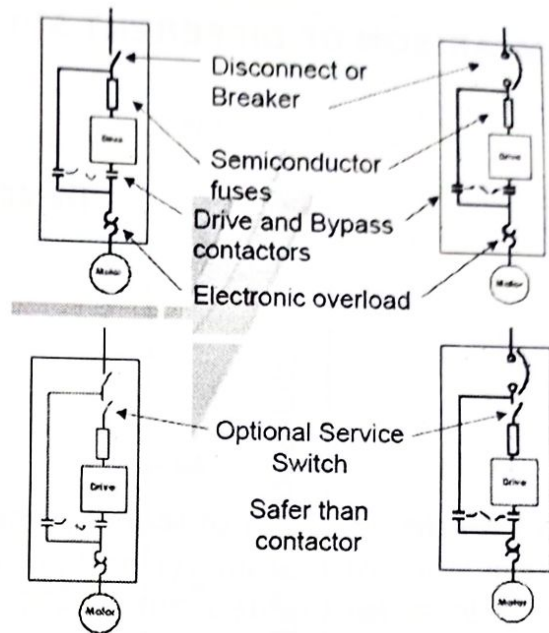 Disconnect or
Breaker
Drive
Drive
Semiconductor
fuses
Drive and Bypass
contactors
Motor
Motor
Electronic overload
Optional Service
Switch
Drive
Drive
Safer than
contactor
Motor
Motor